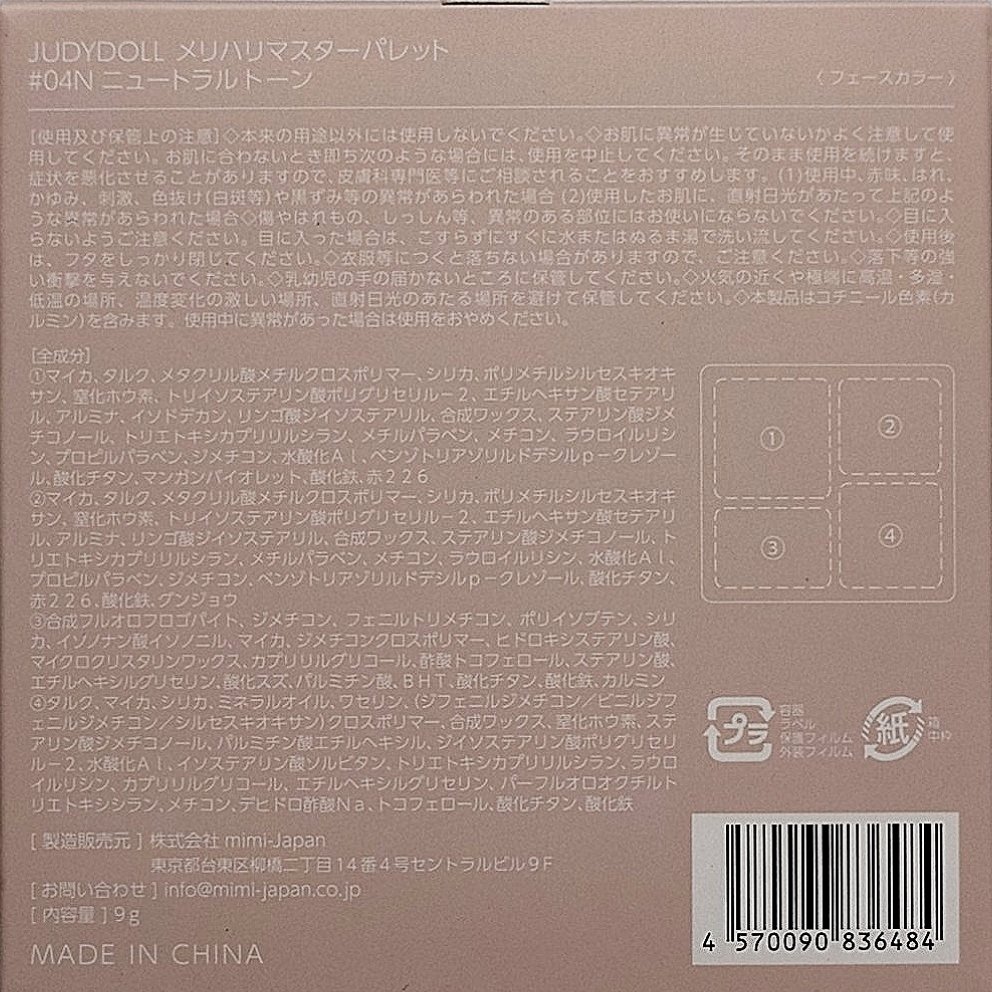 JUDYDOLL メリハリマスターパレット
#04N ニュートラルトーン
〈フェースカラー〉
[使用及び保管上の注意]◇本来の用途以外には使用しないでください。◇お肌に異常が生じていないかよく注意して使
用してください。お肌に合わないとき即ち次のような場合には、使用を中止してください。そのまま使用を続けますと、
症状を悪化させることがありますので、皮膚科専門医等にご相談されることをおすすめします。(1)使用中、赤味、はれ、
かゆみ、刺激、色抜け(白斑等)や黒ずみ等の異常があらわれた場合 (2)使用したお肌に、直射日光があたって上記のよ
うな異常があらわれた場合◇傷やはれもの、しっしん等、異常のある部位にはお使いにならないでください。◇目に入
らないようご注意ください。目に入った場合は、こすらずにすぐに水またはぬるま湯で洗い流してください。◇使用後
は、フタをしっかり閉じてください。◇衣服等につくと落ちない場合がありますので、ご注意ください。◇落下等の強
い衝撃を与えないでください。◇乳幼児の手の届かないところに保管してください。◇火気の近くや極端に高温・多湿・
低温の場所、温度変化の激しい場所、直射日光のあたる場所を避けて保管してください。◇本製品はコチニール色素(カ
ルミン)を含みます。使用中に異常があった場合は使用をおやめください。
[全成分]
①マイカ、タルク、メタクリル酸メチルクロスポリマー、シリカ、ポリメチルシルセスキオキ
サン、窒化ホウ素、トリイソステアリン酸ポリグリセリル－2、エチルヘキサン酸セテアリ
ル、アルミナ、イソドデカン、リンゴ酸ジイソステアリル、合成ワックス、ステアリン酸ジメ
チコノール、トリエトキシカプリリルシラン、メチルパラベン、メチコン、ラウロイルリシ
ン、プロピルパラベン、ジメチコン、水酸化Ａｌ、ベンゾトリアゾリルドデシルｐ－クレゾー
ル、酸化チタン、マンガンバイオレット、酸化鉄、赤２２６
②マイカ、タルク、メタクリル酸メチルクロスポリマー、シリカ、ポリメチルシルセスキオキ
サン、窒化ホウ素、トリイソステアリン酸ポリグリセリル－2、エチルヘキサン酸セテアリ
ル、アルミナ、リンゴ酸ジイソステアリル、合成ワックス、ステアリン酸ジメチコノール、ト
リエトキシカプリリルシラン、メチルパラベン、メチコン、ラウロイルリシン、水酸化Ａｌ、
プロピルパラベン、ジメチコン、ベンゾトリアゾリルドデシルｐ－クレゾール、酸化チタン、
赤２２６、酸化鉄、グンジョウ
③合成フルオロフロゴパイト、ジメチコン、フェニルトリメチコン、ポリイソブテン、シリ
カ、イソノナン酸イソノニル、マイカ、ジメチコンクロスポリマー、ヒドロキシステアリン酸、
マイクロクリスタリンワックス、カプリリルグリコール、酢酸トコフェロール、ステアリン酸、
エチルヘキシルグリセリン、酸化スズ、パルミチン酸、ＢＨＴ、酸化チタン、酸化鉄、カルミン
④タルク、マイカ、シリカ、ミネラルオイル、ワセリン、（ジフェニルジメチコン／ビニルジフ
ェニルジメチコン／シルセスキオキサン）クロスポリマー、合成ワックス、窒化ホウ素、ステ
アリン酸ジメチコノール、パルミチン酸エチルヘキシル、ジイソステアリン酸ポリグリセリ
ル－2、水酸化Ａｌ、イソステアリン酸ソルビタン、トリエトキシカプリリルシラン、ラウロ
イルリシン、カプリリルグリコール、エチルヘキシルグリセリン、パーフルオロオクチルト
リエトキシシラン、メチコン、デヒドロ酢酸Ｎａ、トコフェロール、酸化チタン、酸化鉄
①
②
③
④
プラ
容器
ラベル
保護フィルム
外装フィルム
紙
箱
中枠
[ 製造販売元 ] 株式会社 mimi-Japan
東京都台東区柳橋二丁目１４番４号セントラルビル９Ｆ
[ お問い合わせ ] info@mimi-japan.co.jp
[ 内容量 ] 9g
MADE IN CHINA
4 570090 836484